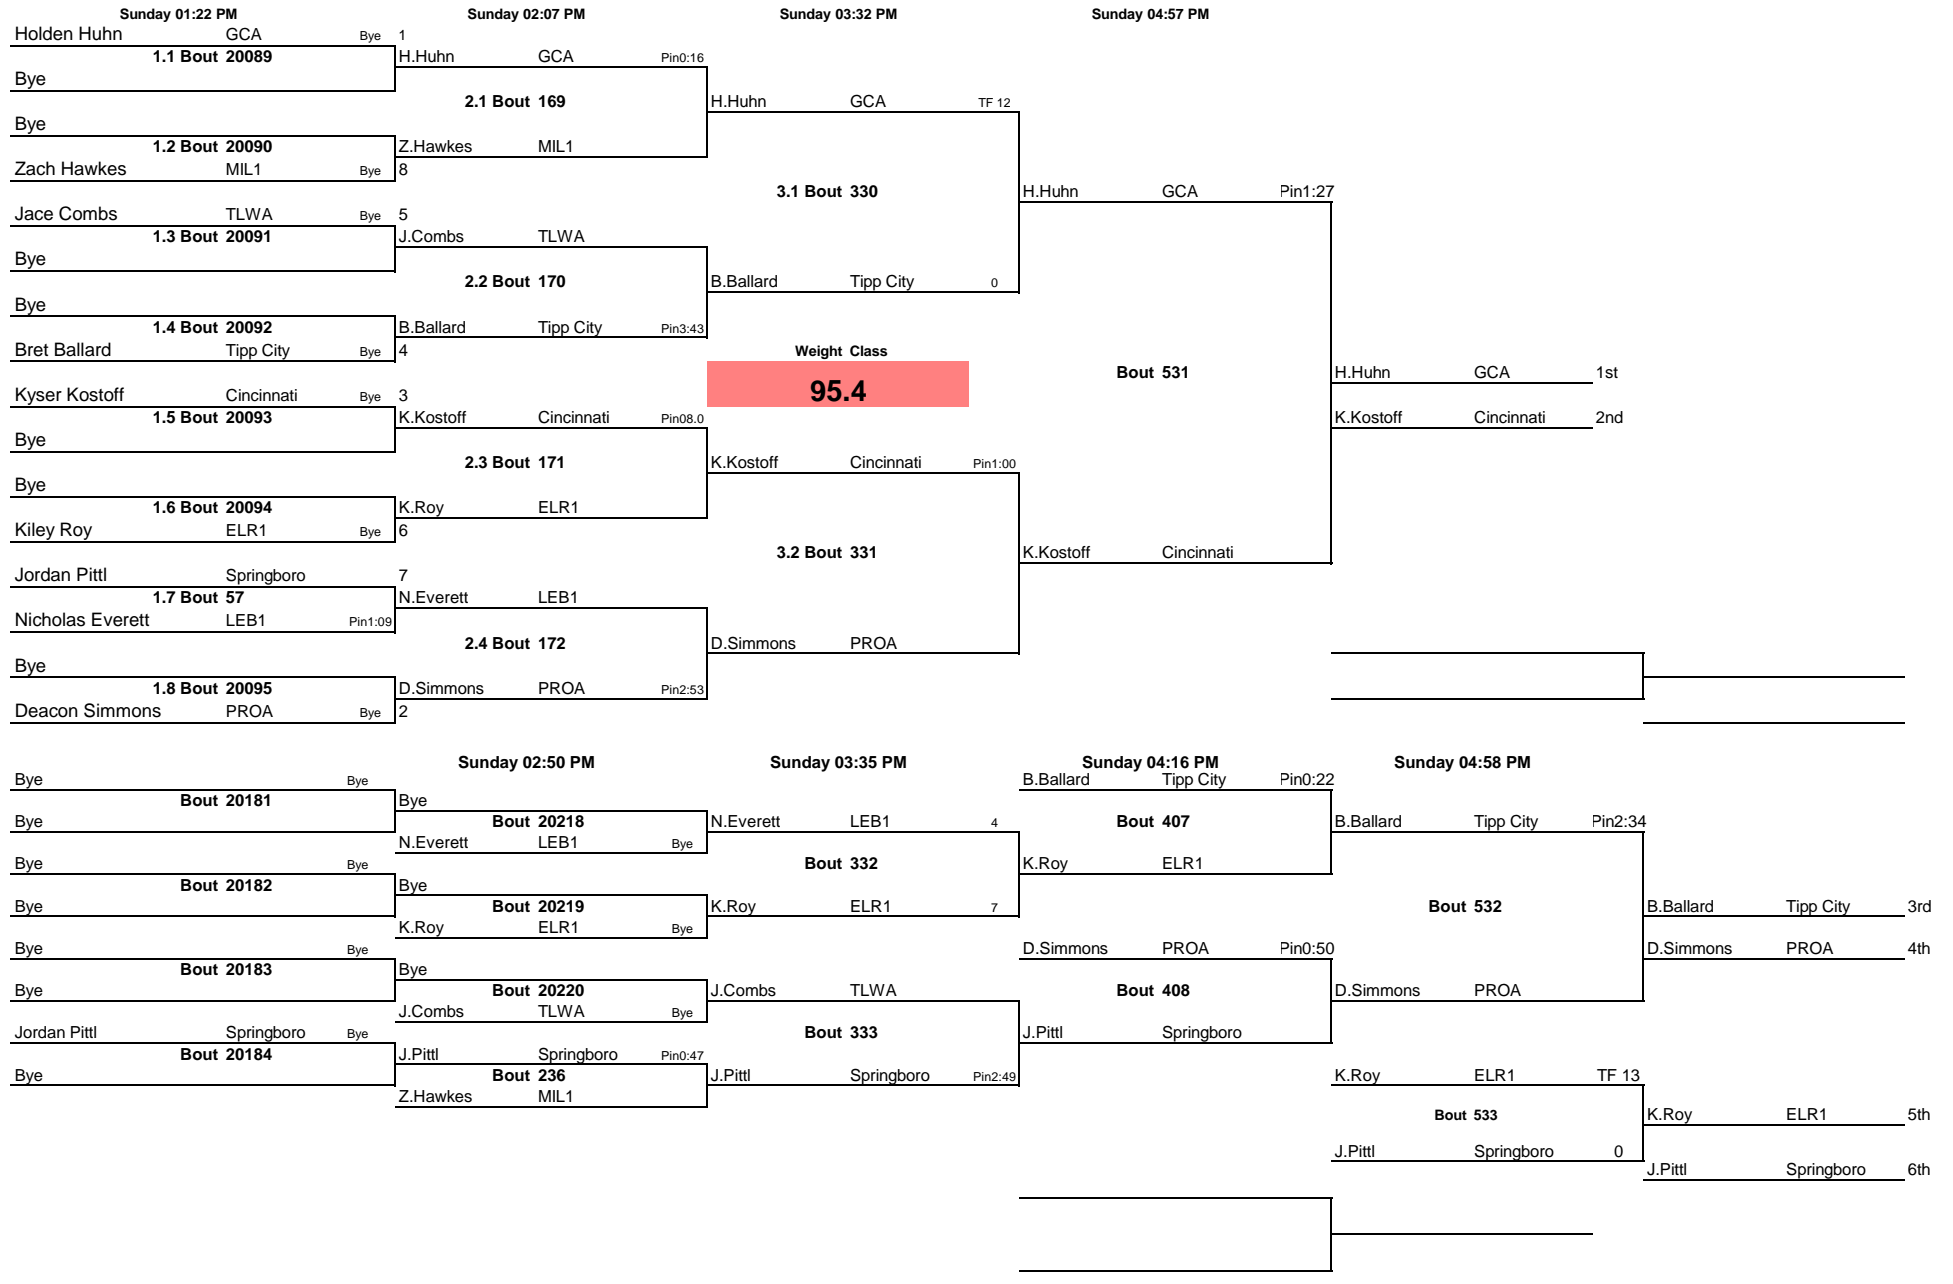 Sunday 01:22 PM Sunday 02:07 PM Sunday 03:32 PM Sunday 04:57 PM
Holden Huhn GCA Bye 1
1.1 Bout 20089 H.Huhn GCA Pin0:16
Bye
2.1 Bout 169 H.Huhn GCA TF 12
Bye
1.2 Bout 20090 Z.Hawkes MIL1
Zach Hawkes MIL1 Bye 8
3.1 Bout 330 H.Huhn GCA Pin1:27
Jace Combs TLWA Bye 5
1.3 Bout 20091 J.Combs TLWA
Bye
2.2 Bout 170 B.Ballard Tipp City 0
Bye
1.4 Bout 20092 B.Ballard Tipp City Pin3:43
Bret Ballard Tipp City Bye 4 Weight Class
Bout 531 H.Huhn GCA 1st
Kyser Kostoff Cincinnati Bye 3 95.4
1.5 Bout 20093 K.Kostoff Cincinnati Pin08.0 K.Kostoff Cincinnati 2nd
Bye
2.3 Bout 171 K.Kostoff Cincinnati Pin1:00
Bye
1.6 Bout 20094 K.Roy ELR1
Kiley Roy ELR1 Bye 6
3.2 Bout 331 K.Kostoff Cincinnati
Jordan Pittl Springboro 7
1.7 Bout 57 N.Everett LEB1
Nicholas Everett LEB1 Pin1:09
2.4 Bout 172 D.Simmons PROA
Bye
1.8 Bout 20095 D.Simmons PROA Pin2:53
Deacon Simmons PROA Bye 2
Sunday 02:50 PM Sunday 03:35 PM Sunday 04:16 PM Sunday 04:58 PM
Bye Bye B.Ballard Tipp City Pin0:22
Bout 20181 Bye
Bye Bout 20218 N.Everett LEB1 4 Bout 407 B.Ballard Tipp City Pin2:34
N.Everett LEB1 Bye
Bye Bye Bout 332 K.Roy ELR1
Bout 20182 Bye
Bye Bout 20219 K.Roy ELR1 7 Bout 532 B.Ballard Tipp City 3rd
K.Roy ELR1 Bye
Bye Bye D.Simmons PROA Pin0:50 D.Simmons PROA 4th
Bout 20183 Bye
Bye Bout 20220 J.Combs TLWA Bout 408 D.Simmons PROA
J.Combs TLWA Bye
Jordan Pittl Springboro Bye Bout 333 J.Pittl Springboro
Bout 20184 J.Pittl Springboro Pin0:47
Bye Bout 236 J.Pittl Springboro Pin2:49 K.Roy ELR1 TF 13
Z.Hawkes MIL1
Bout 533 K.Roy ELR1 5th
J.Pittl Springboro 0
J.Pittl Springboro 6th